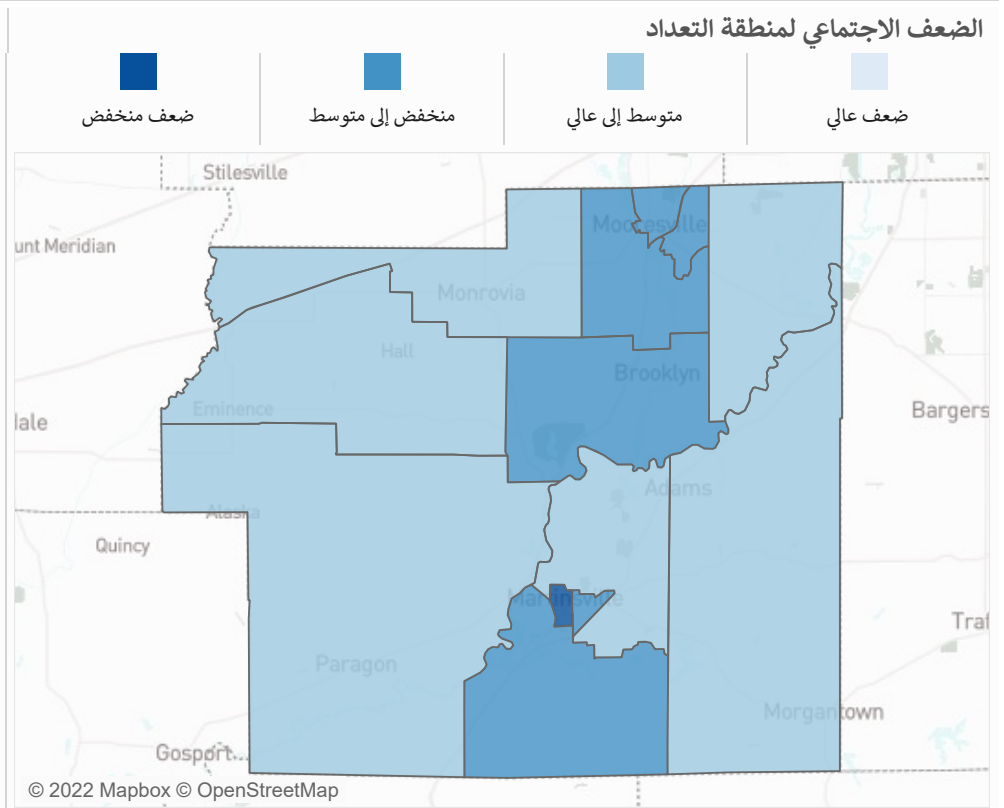 الضعف الاجتماعي لمنطقة التعداد
ضعف عالي
متوسط إلى عالي
منخفض إلى متوسط
ضعف منخفض
Stilesville
Mooresville
unt Meridian
Monrovia
Hall
Brooklyn
Eminence
Bargers
dale
Adams
Alaska
Quincy
Martinsville
Traf
Paragon
Morgantown
Gosport...
© 2022 Mapbox © OpenStreetMap